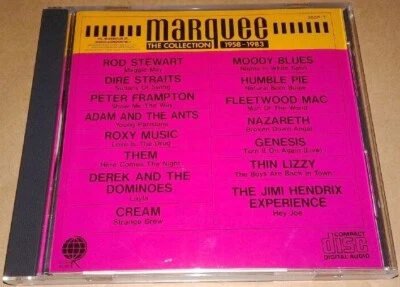 marquee
THE COLLECTION 1958-1983
ROD STEWART
Maggie May
DIRE STRAITS
Sultans Of Swing
PETER FRAMPTON
Show Me The Way
ADAM AND THE ANTS
Young Parisians
ROXY MUSIC
Love Is The Drug
THEM
Here Comes The Night
DEREK AND THE
DOMINOES
Layla
CREAM
Strange Brew
MOODY BLUES
Nights In White Satin
HUMBLE PIE
Natural Born Bugie
FLEETWOOD MAC
Man Of The World
NAZARETH
Broken Down Angel
GENESIS
Turn It On Again (Live)
THIN LIZZY
The Boys Are Back In Town
THE JIMI HENDRIX
EXPERIENCE
Hey Joe
COMPACT
disc
DIGITAL AUDIO